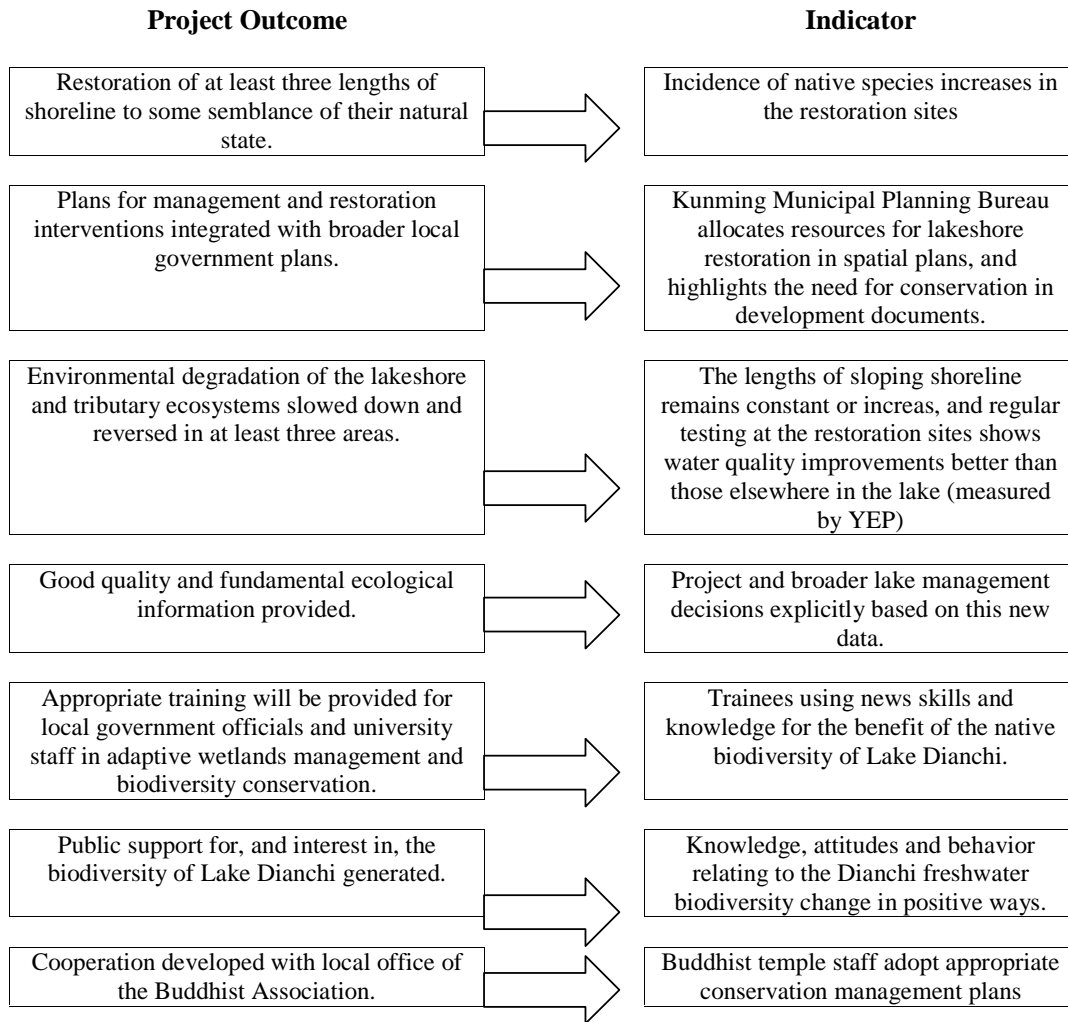 Project Outcome
Indicator
Restoration of at least three lengths of
shoreline to some semblance of their natural
state.
Incidence of native species increases in
the restoration sites
Plans for management and restoration
interventions integrated with broader local
government plans.
Kunming Municipal Planning Bureau
allocates resources for lakeshore
restoration in spatial plans, and
highlights the need for conservation in
development documents.
Environmental degradation of the lakeshore
and tributary ecosystems slowed down and
reversed in at least three areas.
The lengths of sloping shoreline
remains constant or increas, and regular
testing at the restoration sites shows
water quality improvements better than
those elsewhere in the lake (measured
by YEP)
Good quality and fundamental ecological
information provided.
Project and broader lake management
decisions explicitly based on this new
data.
Appropriate training will be provided for
local government officials and university
staff in adaptive wetlands management and
biodiversity conservation.
Trainees using news skills and
knowledge for the benefit of the native
biodiversity of Lake Dianchi.
Public support for, and interest in, the
biodiversity of Lake Dianchi generated.
Knowledge, attitudes and behavior
relating to the Dianchi freshwater
biodiversity change in positive ways.
Cooperation developed with local office of
the Buddhist Association.
Buddhist temple staff adopt appropriate
conservation management plans